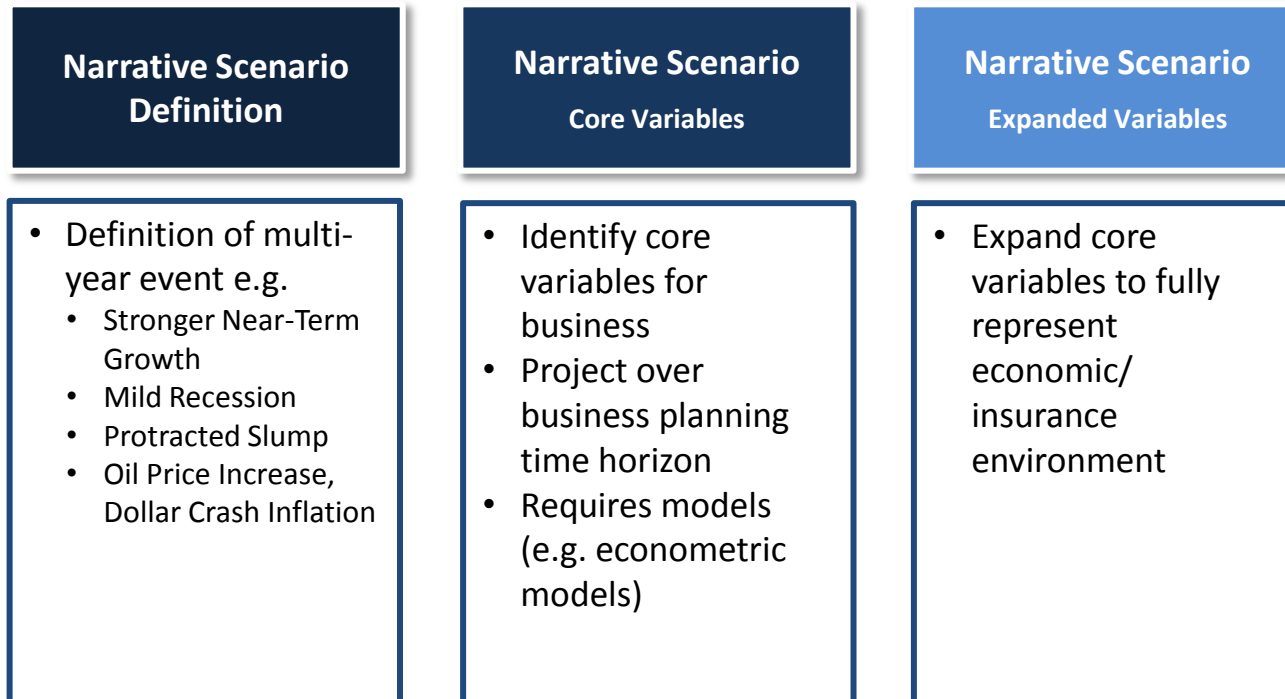 Narrative Scenario
Definition
• Definition of multi-
year event e.g.
• Stronger Near-Term
Growth
• Mild Recession
• Protracted Slump
• Oil Price Increase,
Dollar Crash Inflation
Narrative Scenario
Core Variables
• Identify core
variables for
business
• Project over
business planning
time horizon
• Requires models
(e.g. econometric
models)
Narrative Scenario
Expanded Variables
• Expand core
variables to fully
represent
economic/
insurance
environment